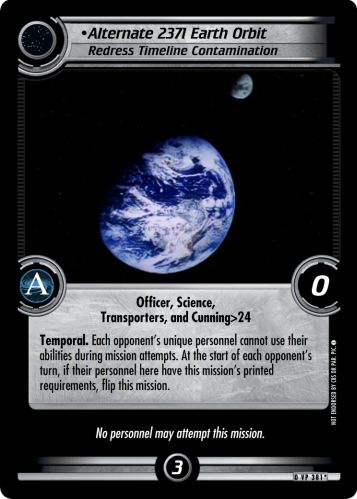 •Alternate 2371 Earth Orbit
Redress Timeline Contamination
A
0
Officer, Science,
Transporters, and Cunning>24
Temporal. Each opponent's unique personnel cannot use their
abilities during mission attempts. At the start of each opponent's
turn, if their personnel here have this mission's printed
requirements, flip this mission.
No personnel may attempt this mission.
3
NOT ENDORSED BY CBS OR PAR. PIC.
0 VP 381*